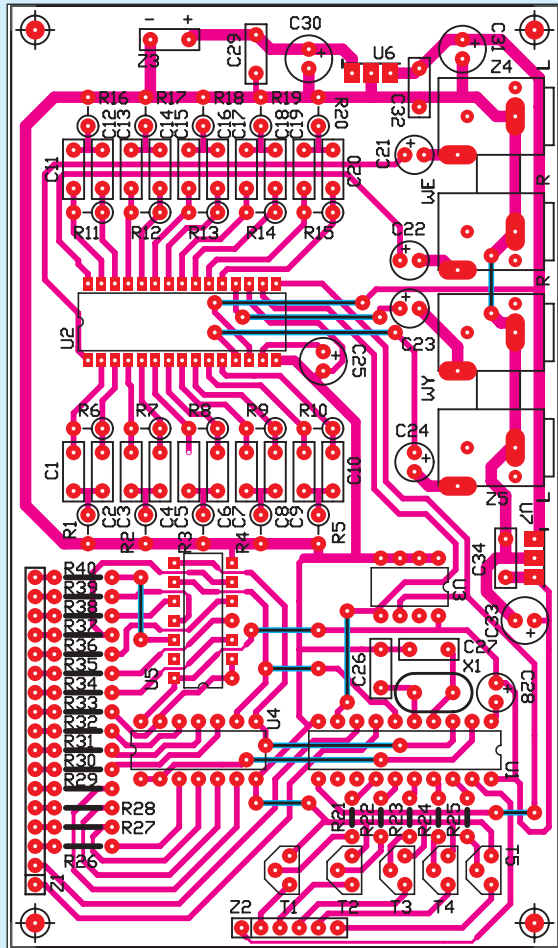 - +
Z3
C29
C30
U6
C31
Z4
L
C32
R16 R17 R18 R19 R20
C11 C12 C13 C14 C15 C16 C17 C18 C19 C20
+ C21
R
WE
R11 R12 R13 R14 R15
C22 +
R
U2
+
C23
C25 +
WY
R6 R7 R8 R9 R10
C24 +
C1 C2 C3 C4 C5 C6 C7 C8 C9 C10
Z5
L
R1 R2 R3 R4 R5
U7
C34
R40
R39
R38
R37
R36
R35
R34
R33
R32
R31
R30
R29
R28
R27
R26
U5
U3
C33 +
C26
C27
X1
C28 +
U4
U1
R21 R22 R23 R24 R25
T1 T2 T3 T4 T5
Z1
Z2